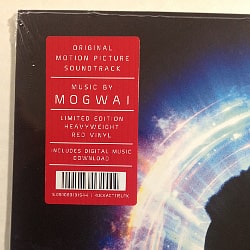 ORIGINAL
MOTION PICTURE
SOUNDTRACK
MUSIC BY
MOGWAI
LIMITED EDITION
HEAVYWEIGHT
RED VINYL
INCLUDES DIGITAL MUSIC
DOWNLOAD